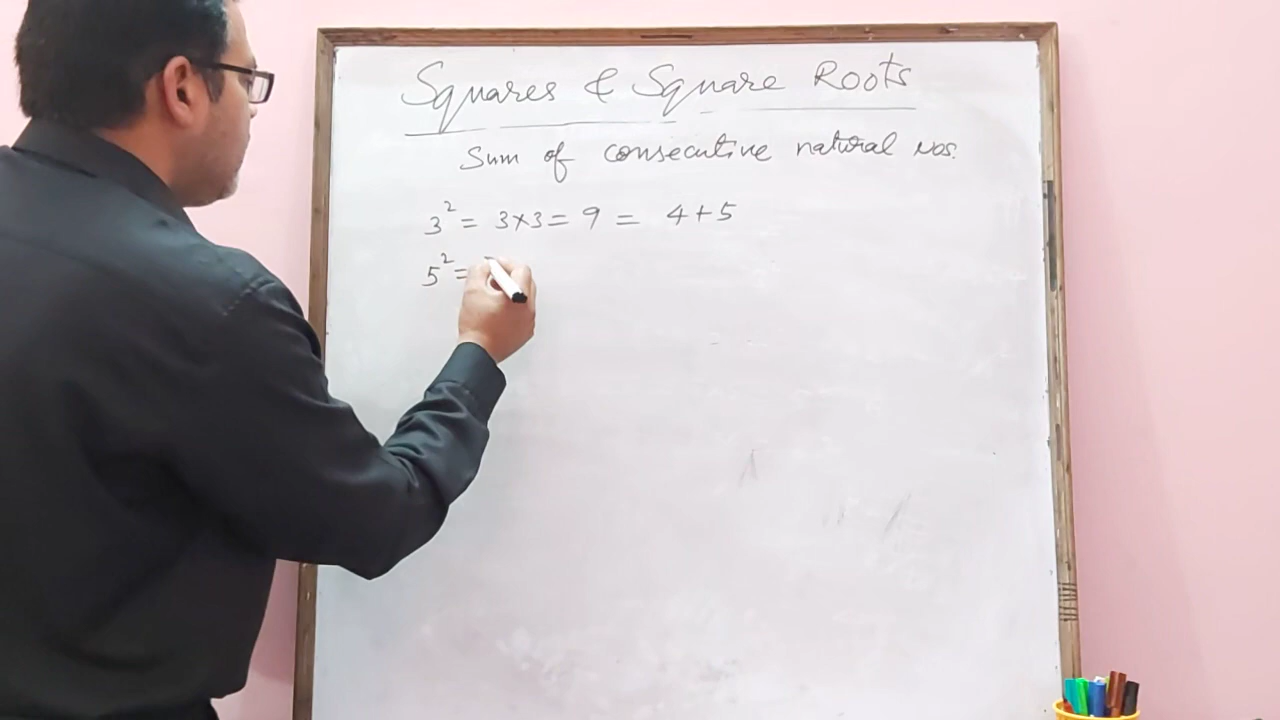 Squares & Square Roots
Sum of consecutive natural Nos.
3² = 3×3 = 9 = 4+5
5² =